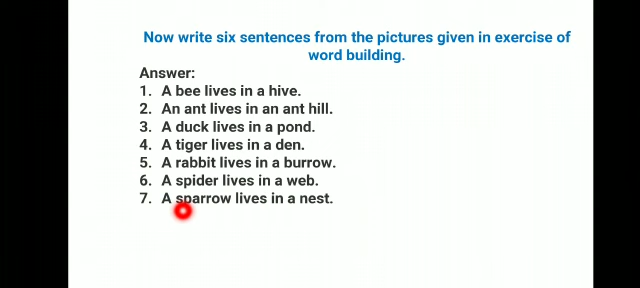 Now write six sentences from the pictures given in exercise of
word building.
Answer:
1. A bee lives in a hive.
2. An ant lives in an ant hill.
3. A duck lives in a pond.
4. A tiger lives in a den.
5. A rabbit lives in a burrow.
6. A spider lives in a web.
7. A sparrow lives in a nest.